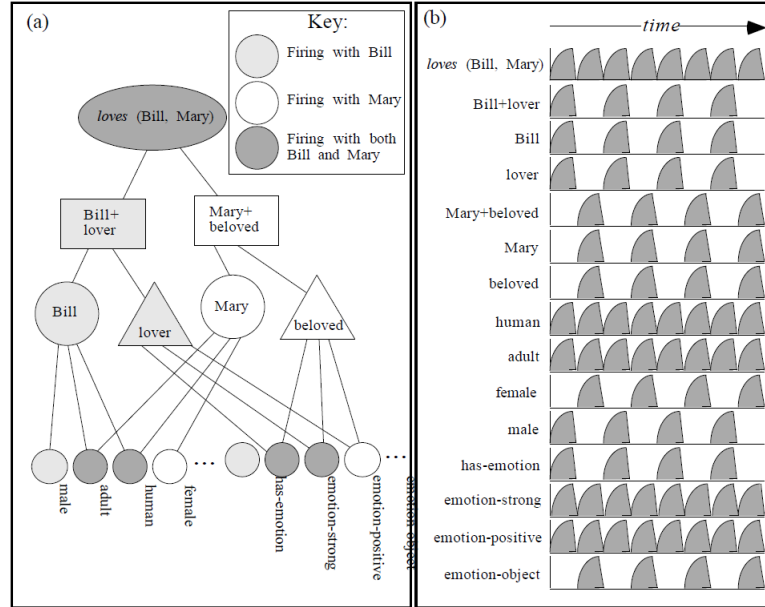 (a)
Key:
Firing with Bill
Firing with Mary
Firing with both
Bill and Mary
loves (Bill, Mary)
Bill+
lover
Mary+
beloved
Bill
lover
Mary
beloved
male
adult
human
female
...
has-emotion
emotion-strong
emotion-positive
...
emotion-object
(b)
time
loves (Bill, Mary)
Bill+lover
Bill
lover
Mary+beloved
Mary
beloved
human
adult
female
male
has-emotion
emotion-strong
emotion-positive
emotion-object